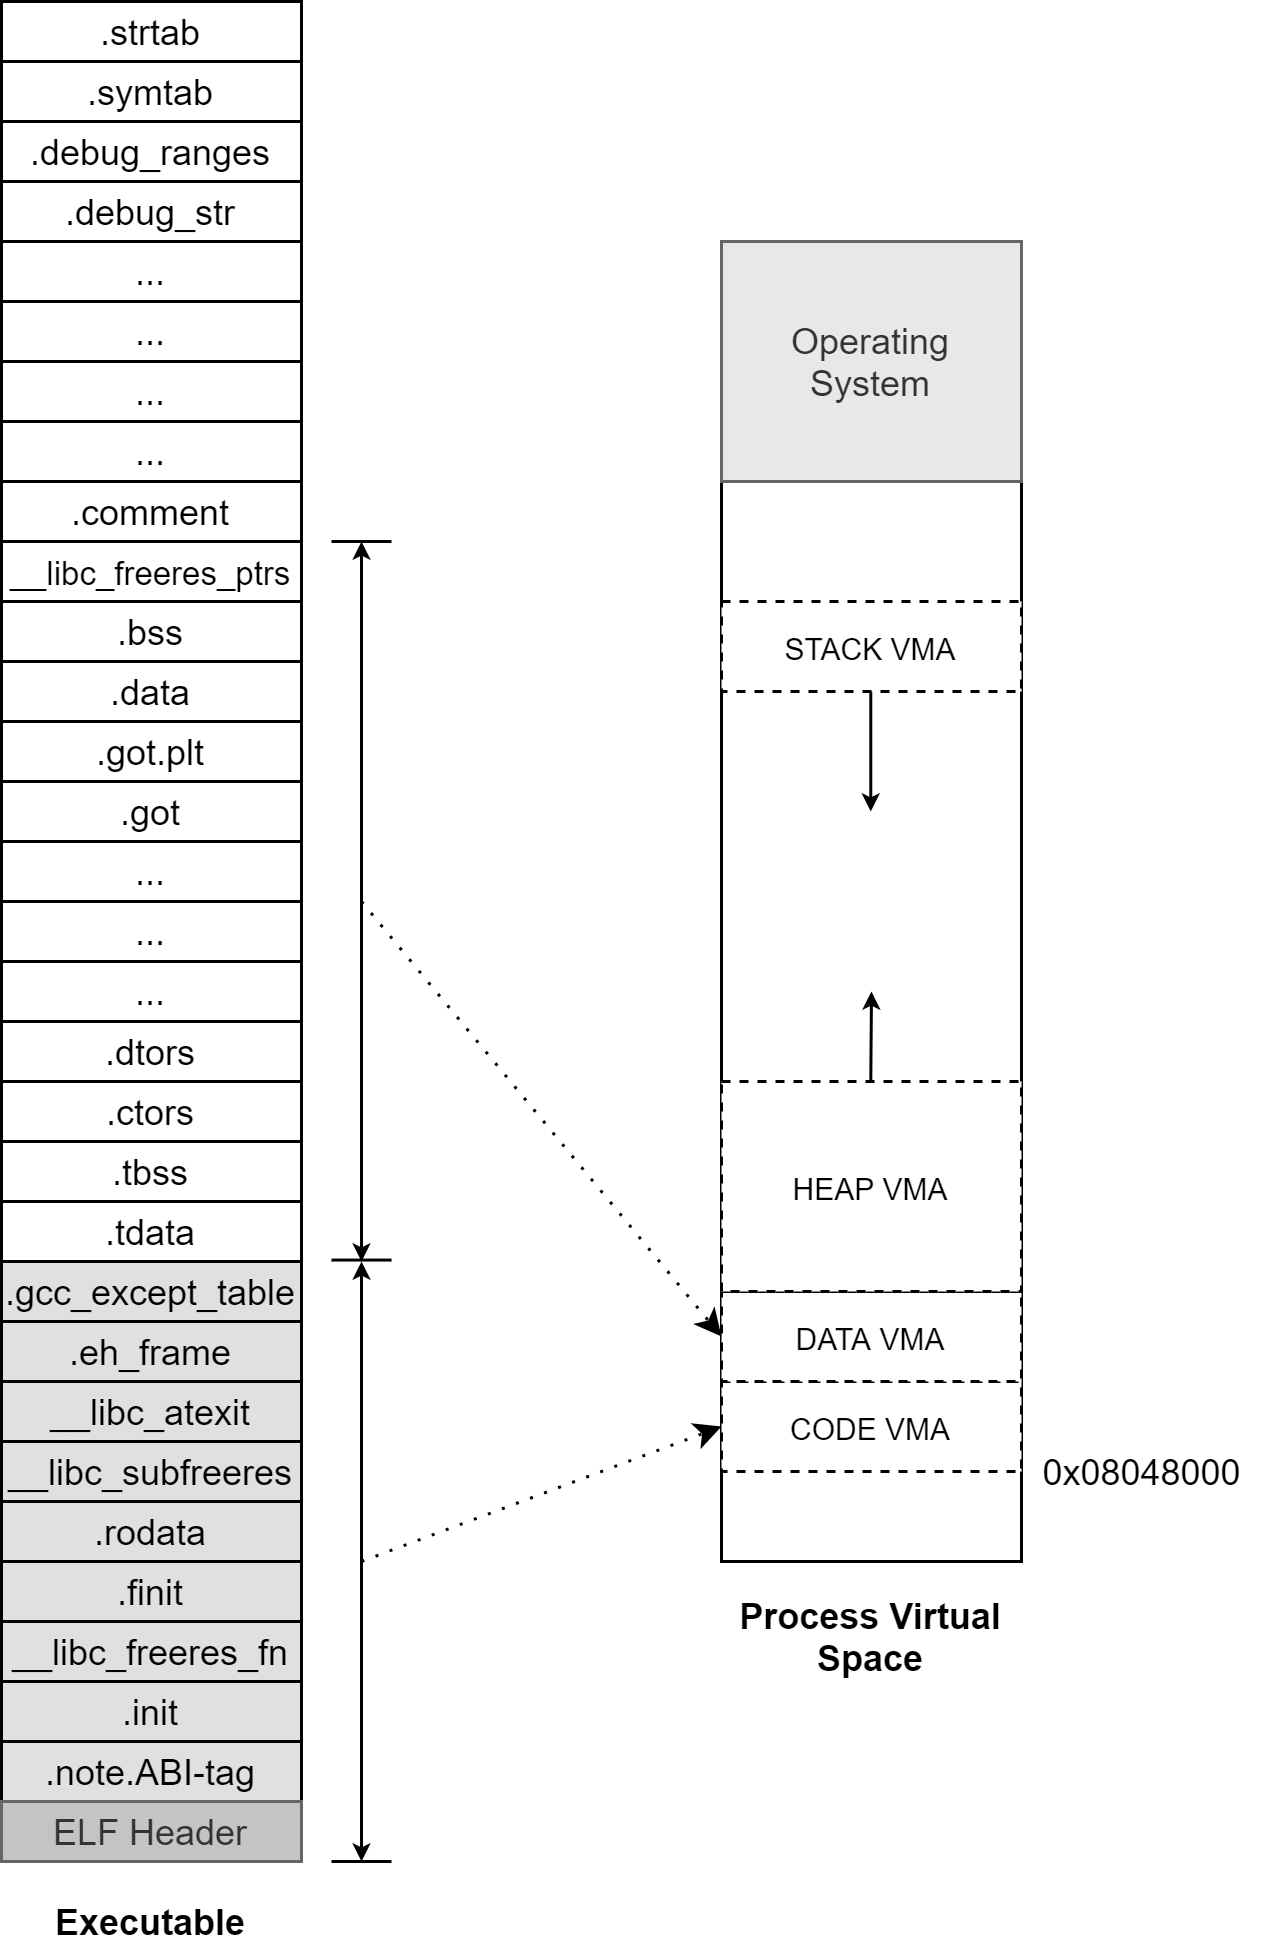 .strtab
.symtab
.debug_ranges
.debug_str
...
...
...
...
.comment
__libc_freeres_ptrs
.bss
.data
.got.plt
.got
...
...
...
.dtors
.ctors
.tbss
.tdata
.gcc_except_table
.eh_frame
__libc_atexit
__libc_subfreeres
.rodata
.finit
__libc_freeres_fn
.init
.note.ABI-tag
ELF Header
Executable
Operating
System
STACK VMA
HEAP VMA
DATA VMA
CODE VMA
0x08048000
Process Virtual
Space